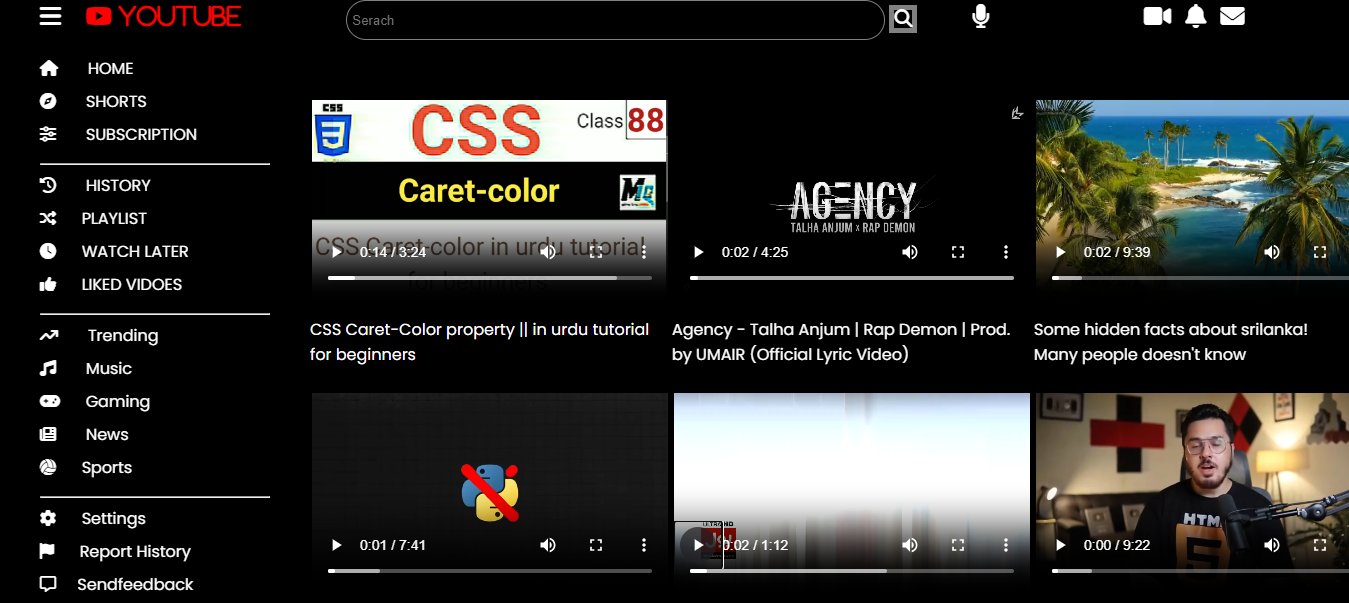 YOUTUBE
Serach
HOME
SHORTS
SUBSCRIPTION
HISTORY
PLAYLIST
WATCH LATER
LIKED VIDOES
Trending
Music
Gaming
News
Sports
Settings
Report History
Sendfeedback
CSS
3
CSS
Class 88
Caret-color
CSS Caret-color in urdu tutorial
for beginners
0:14 / 3:24
CSS Caret-Color property || in urdu tutorial
for beginners
AGENCY
TALHA ANJUM x RAP DEMON
0:02 / 4:25
Agency - Talha Anjum | Rap Demon | Prod.
by UMAIR (Official Lyric Video)
0:02 / 9:39
Some hidden facts about srilanka!
Many people doesn't know
0:01 / 7:41
0:02 / 1:12
HTM
5
0:00 / 9:22